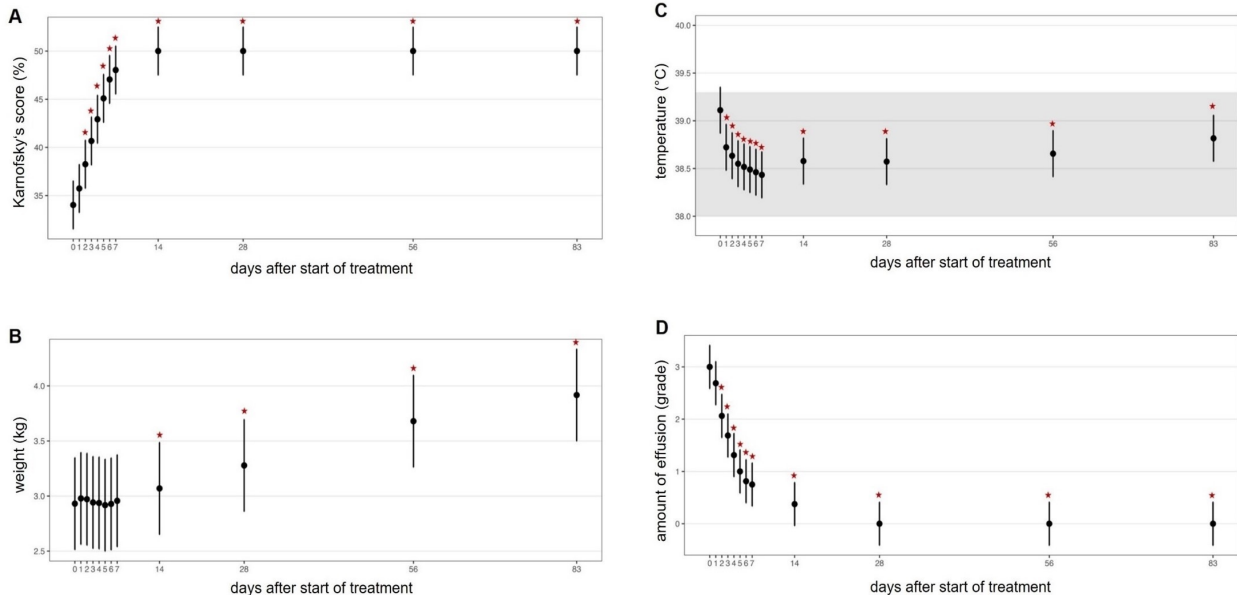 A
Karnofsky's score (%)
50
45
40
35
0 1 2 3 4 5 6 7 14 28 56 83
days after start of treatment
B
weight (kg)
4.0
3.5
3.0
2.5
0 1 2 3 4 5 6 7 14 28 56 83
days after start of treatment
C
temperature (°C)
40.0
39.5
39.0
38.5
38.0
0 1 2 3 4 5 6 7 14 28 56 83
days after start of treatment
D
amount of effusion (grade)
3
2
1
0
0 1 2 3 4 5 6 7 14 28 56 83
days after start of treatment